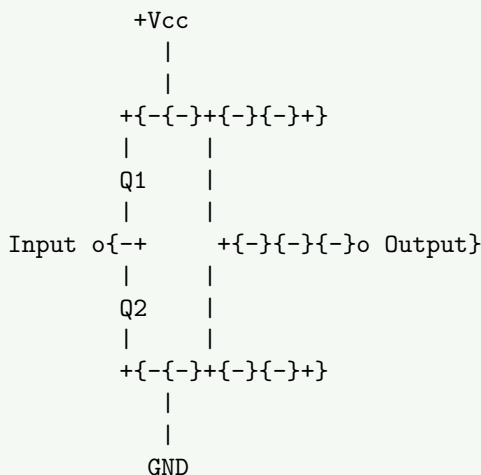 +Vcc
|
|
+{-{-}+{-}{-}+}
| |
Q1 |
| |
Input o{-+ +{-}{-}{-}o Output}
| |
Q2 |
| |
+{-{-}+{-}{-}+}
|
|
GND